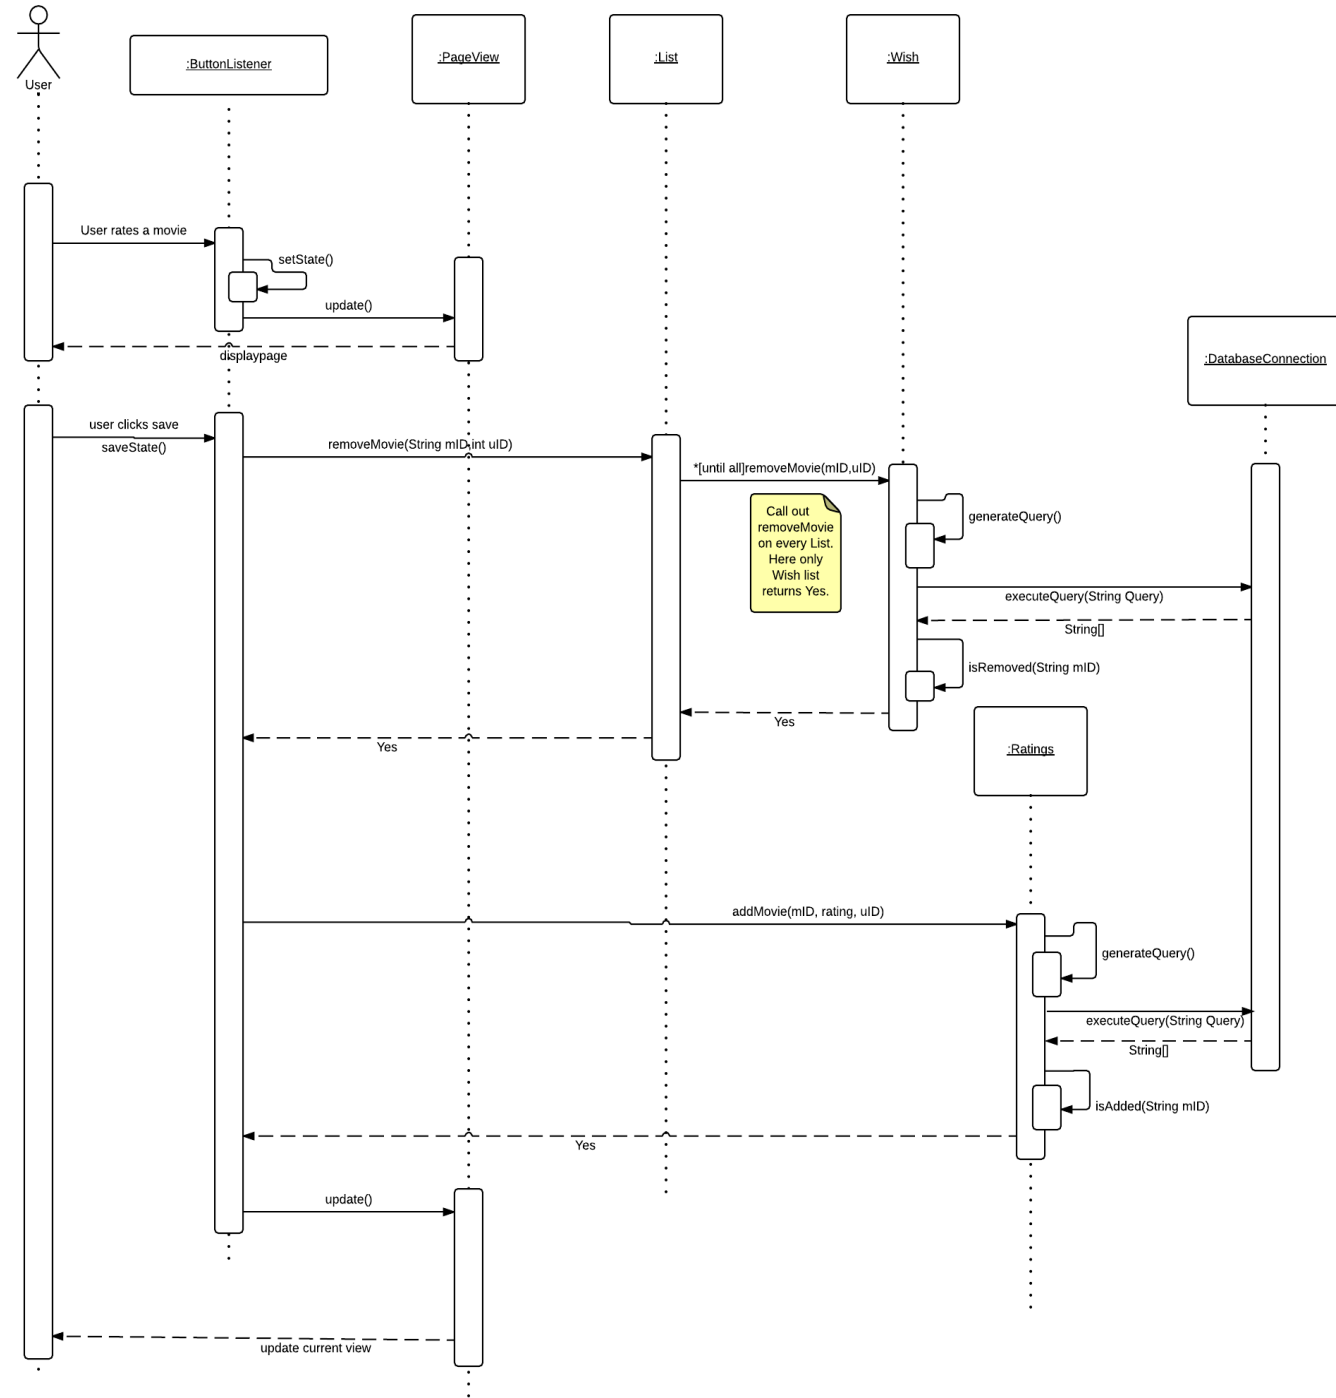 User
:ButtonListener
:PageView
:List
:Wish
User rates a movie
setState()
update()
displaypage
:DatabaseConnection
user clicks save
saveState()
removeMovie(String mID,int uID)
*[until all]removeMovie(mID,uID)
Call out
removeMovie
on every List.
Here only
Wish list
returns Yes.
generateQuery()
executeQuery(String Query)
String[]
isRemoved(String mID)
Yes
Yes
:Ratings
addMovie(mID, rating, uID)
generateQuery()
executeQuery(String Query)
String[]
isAdded(String mID)
Yes
update()
update current view